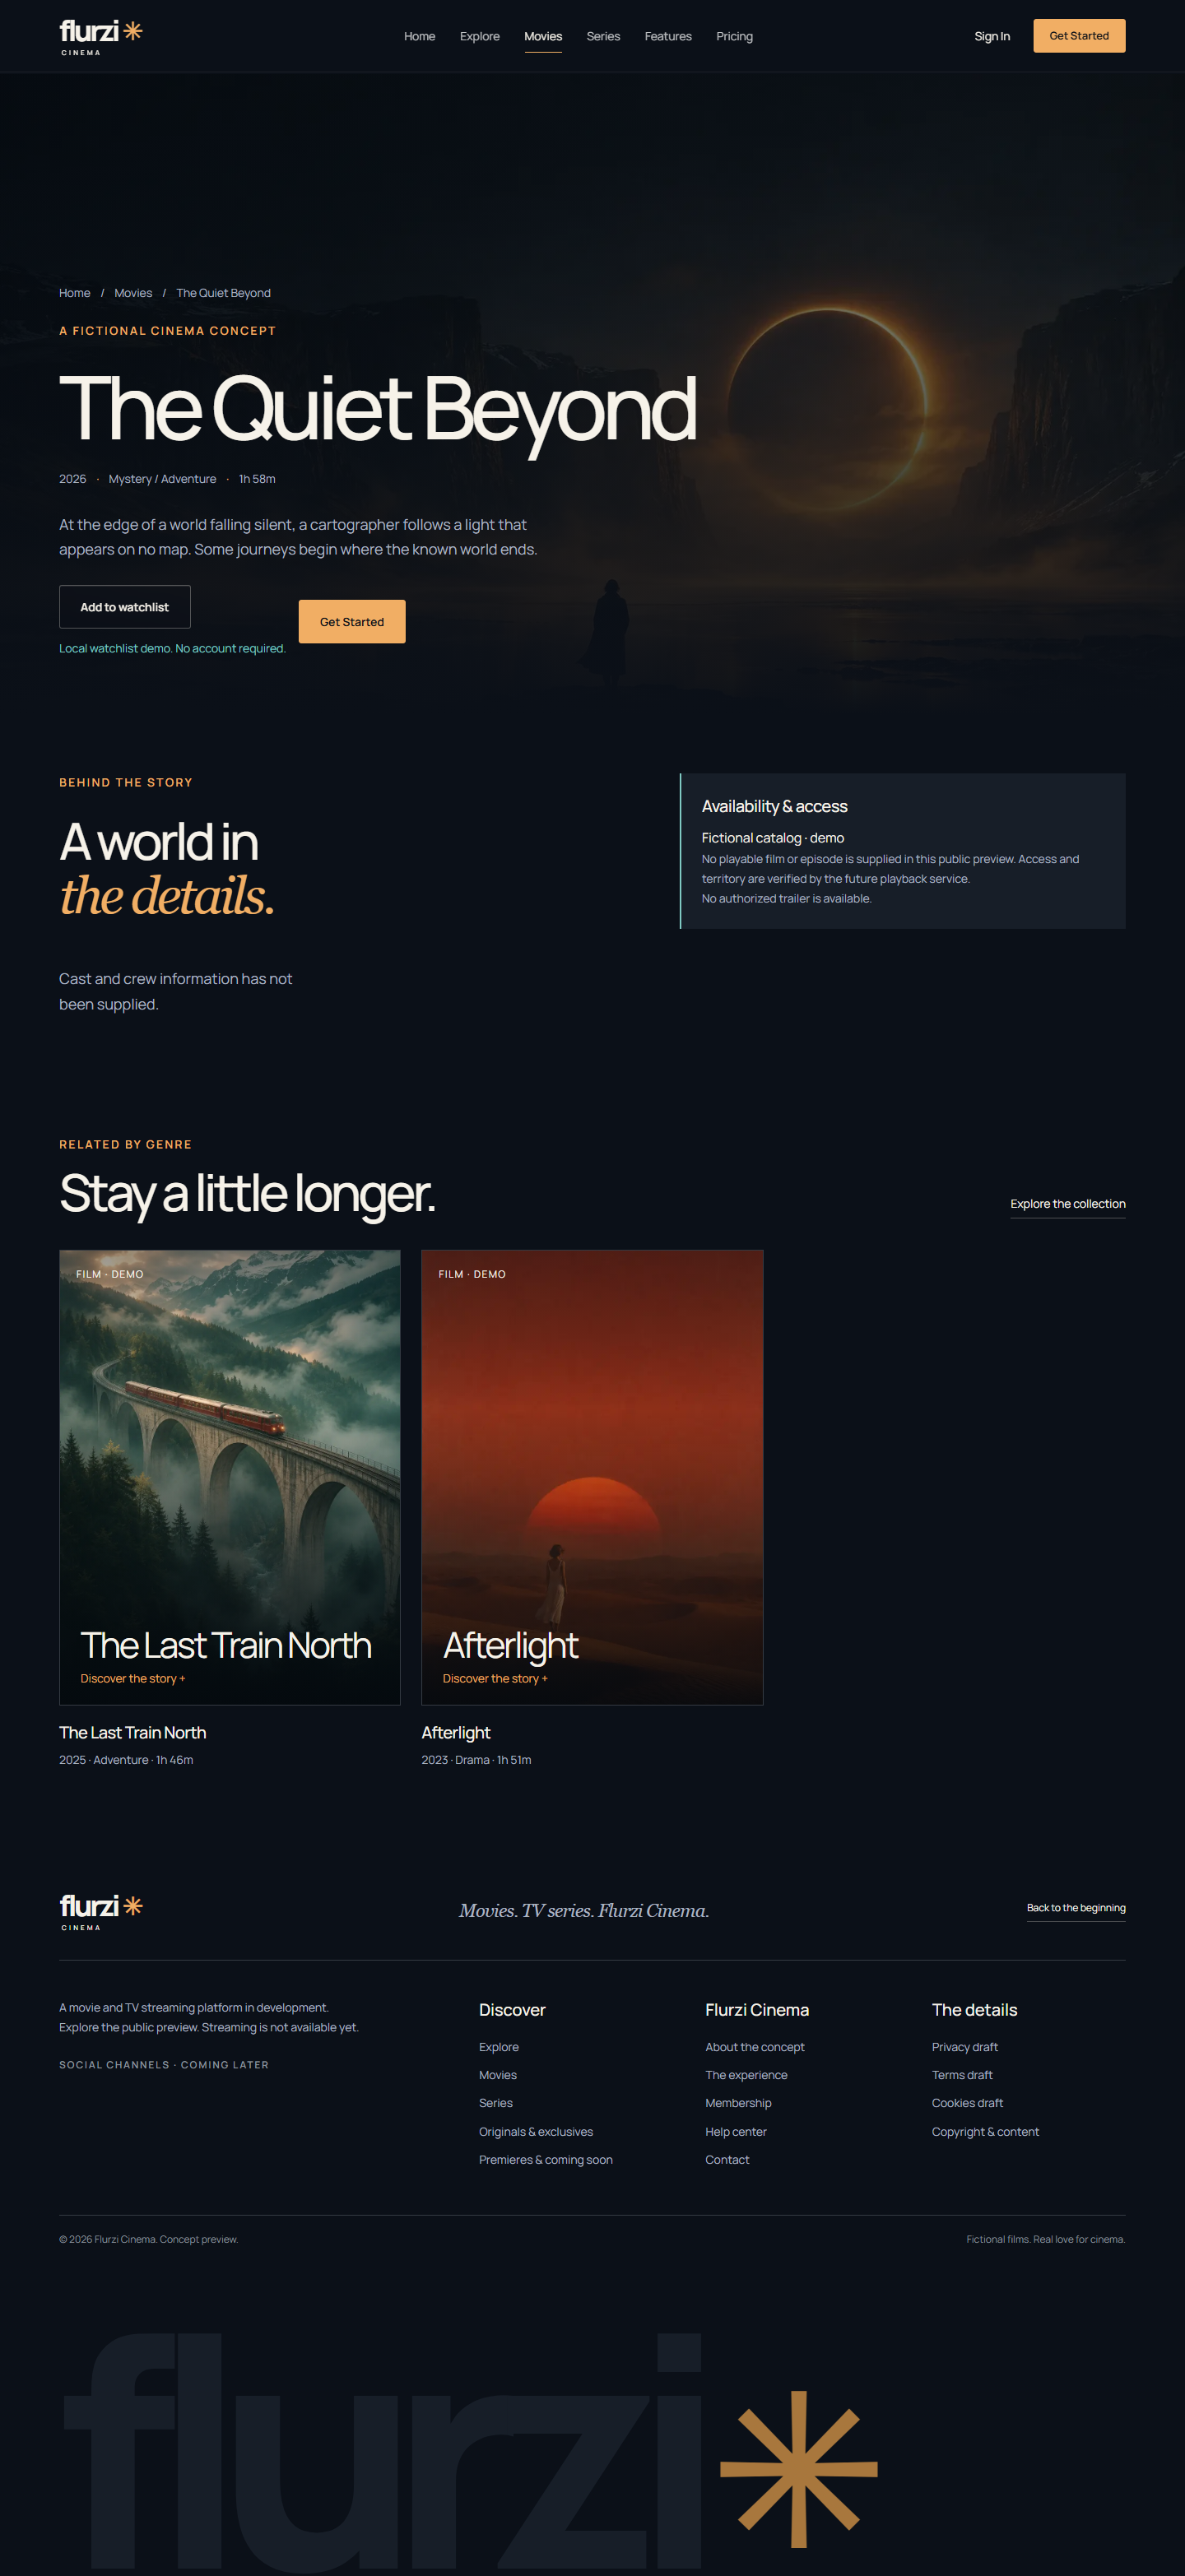 flurzi
CINEMA
Home
Explore
Movies
Series
Features
Pricing
Sign In
Get Started
Home / Movies / The Quiet Beyond
A FICTIONAL CINEMA CONCEPT
The Quiet Beyond
2026 · Mystery / Adventure · 1h 58m
At the edge of a world falling silent, a cartographer follows a light that
appears on no map. Some journeys begin where the known world ends.
Add to watchlist
Get Started
Local watchlist demo. No account required.
BEHIND THE STORY
A world in
the details.
Cast and crew information has not
been supplied.
Availability & access
Fictional catalog · demo
No playable film or episode is supplied in this public preview. Access and
territory are verified by the future playback service.
No authorized trailer is available.
RELATED BY GENRE
Stay a little longer.
Explore the collection
FILM · DEMO
The Last Train North
Discover the story +
The Last Train North
2025 · Adventure · 1h 46m
FILM · DEMO
Afterlight
Discover the story +
Afterlight
2023 · Drama · 1h 51m
flurzi
CINEMA
Movies. TV series. Flurzi Cinema.
Back to the beginning
A movie and TV streaming platform in development.
Explore the public preview. Streaming is not available yet.
SOCIAL CHANNELS · COMING LATER
Discover
Explore
Movies
Series
Originals & exclusives
Premieres & coming soon
Flurzi Cinema
About the concept
The experience
Membership
Help center
Contact
The details
Privacy draft
Terms draft
Cookies draft
Copyright & content
© 2026 Flurzi Cinema. Concept preview.
Fictional films. Real love for cinema.
flurzi